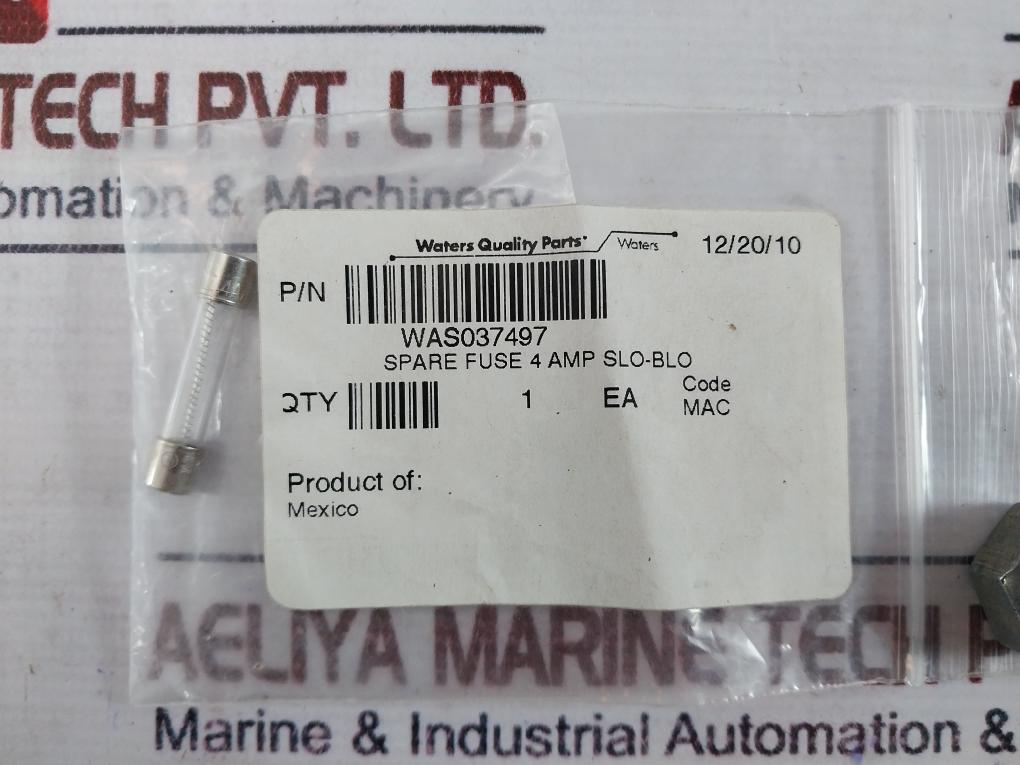 TECH PVT. LTD.
omation & Machinery
Waters Quality Parts Waters 12/20/10
P/N
WAS037497
SPARE FUSE 4 AMP SLO-BLO
QTY 1 EA Code
MAC
Product of:
Mexico
AELIYA MARINE TECH P
Marine & Industrial Automation &